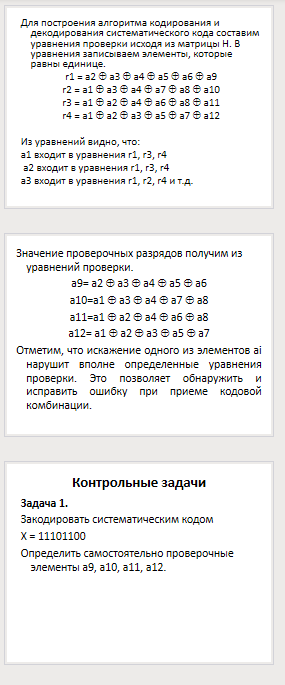 Для построения алгоритма кодирования и
декодирования систематического кода составим
уравнения проверки исходя из матрицы H. В
уравнения записываем элементы, которые
равны единице.
r1 = a2 ⊕ a3 ⊕ a4 ⊕ a5 ⊕ a6 ⊕ a9
r2 = a1 ⊕ a3 ⊕ a4 ⊕ a7 ⊕ a8 ⊕ a10
r3 = a1 ⊕ a2 ⊕ a4 ⊕ a6 ⊕ a8 ⊕ a11
r4 = a1 ⊕ a2 ⊕ a3 ⊕ a5 ⊕ a7 ⊕ a12
Из уравнений видно, что:
a1 входит в уравнения r1, r3, r4
a2 входит в уравнения r1, r3, r4
a3 входит в уравнения r1, r2, r4 и т.д.
Значение проверочных разрядов получим из
уравнений проверки.
a9= a2 ⊕ a3 ⊕ a4 ⊕ a5 ⊕ a6
a10=a1 ⊕ a3 ⊕ a4 ⊕ a7 ⊕ a8
a11=a1 ⊕ a2 ⊕ a4 ⊕ a6 ⊕ a8
a12= a1 ⊕ a2 ⊕ a3 ⊕ a5 ⊕ a7
Отметим, что искажение одного из элементов ai
нарушит вполне определенные уравнения
проверки. Это позволяет обнаружить и
исправить ошибку при приеме кодовой
комбинации.
Контрольные задачи
Задача 1.
Закодировать систематическим кодом
X = 11101100
Определить самостоятельно проверочные
элементы a9, a10, a11, a12.